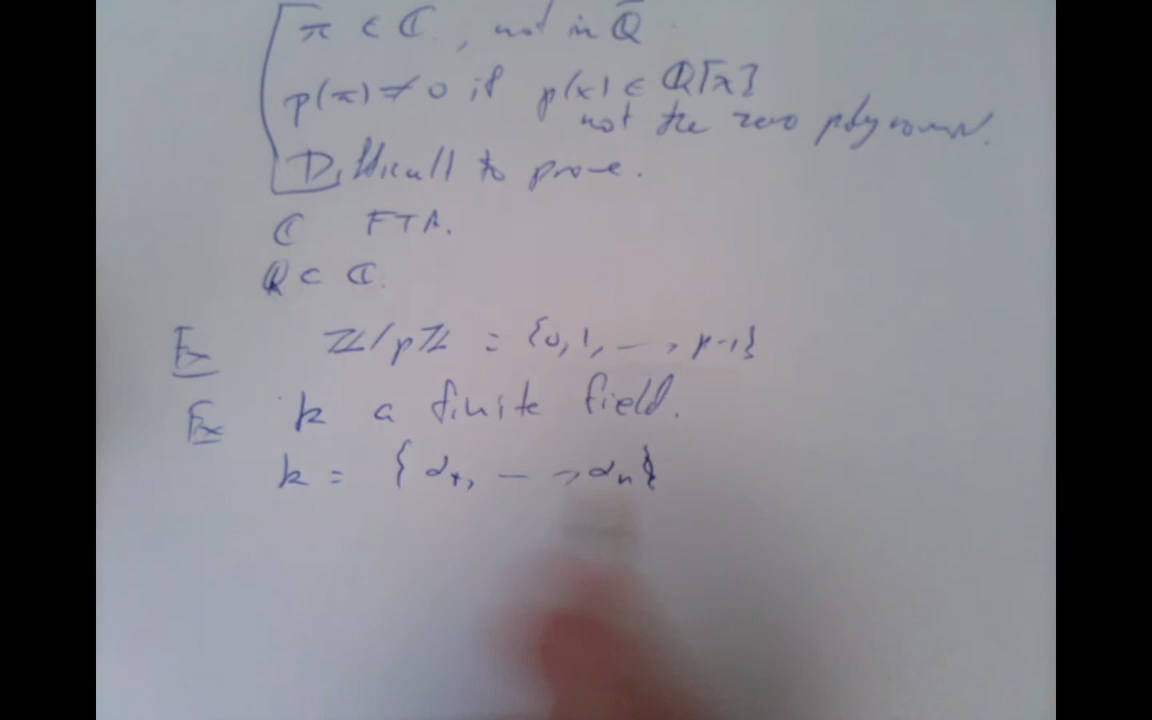 π ∈ ℂ, not in ℚ̄
p(π) ≠ 0 if p(x) ∈ ℚ[x]
not the zero polynomial.
Difficult to prove.
ℂ FTA.
ℚ ⊂ ℂ.
Ex ℤ/pℤ = {0, 1, — , p-1}
Ex k a finite field.
k = {α₁, — , αₙ}